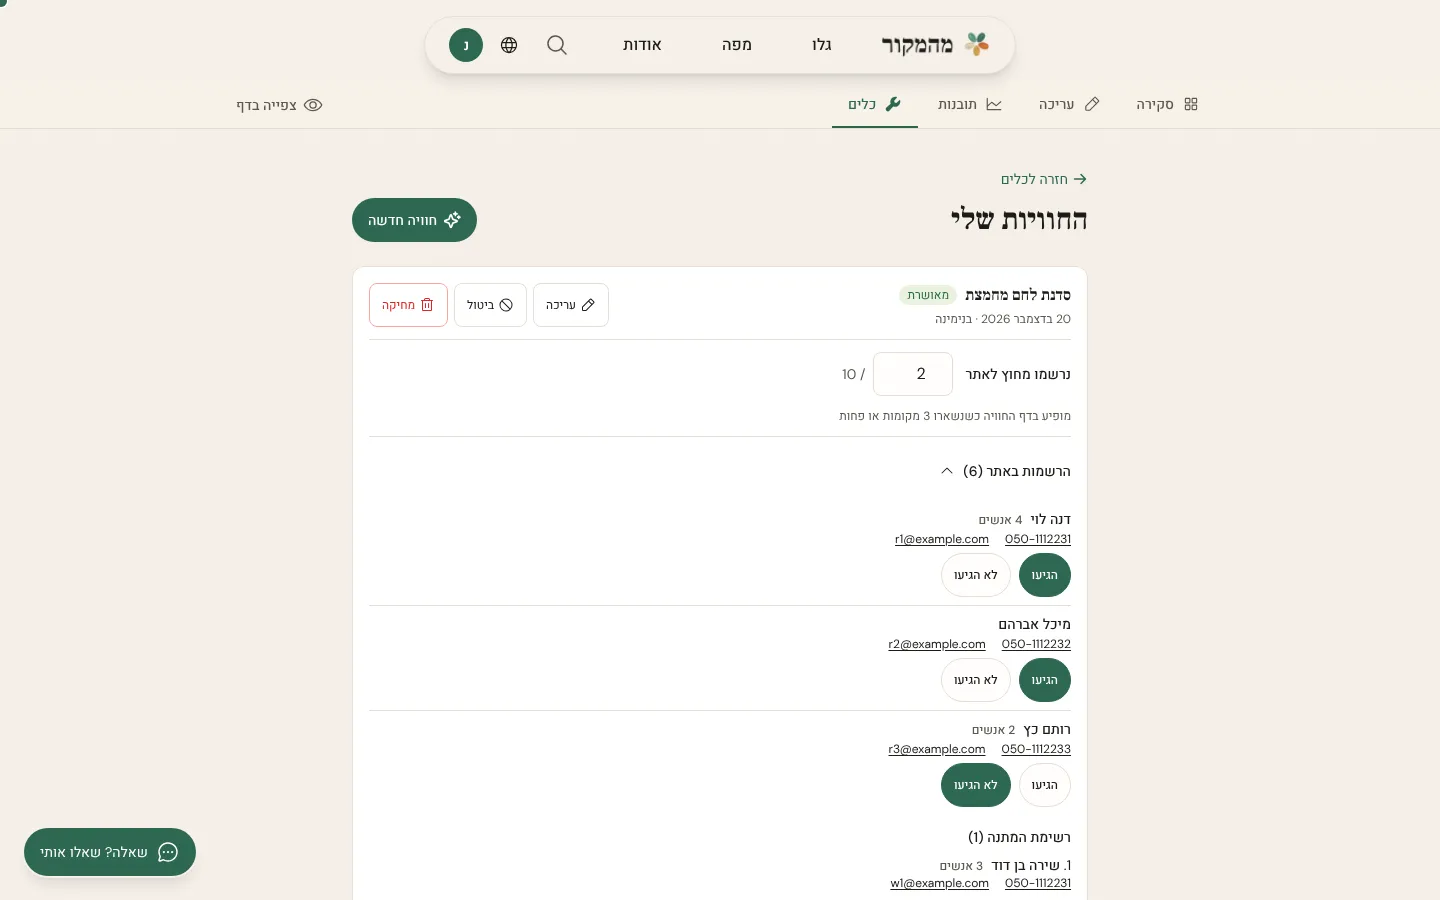 מהמקור
גלו
מפה
אודות
נ
סקירה
עריכה
תובנות
כלים
צפייה בדף
חזרה לכלים
החוויות שלי
חוויה חדשה
סדנת לחם מחמצת מאושרת
20 בדצמבר 2026 · בנימינה
עריכה
ביטול
מחיקה
נרשמו מחוץ לאתר 2 / 10
מופיע בדף החוויה כשנשארו 3 מקומות או פחות
הרשמות באתר (6)
דנה לוי 4 אנשים
050-1112231 r1@example.com
הגיעו לא הגיעו
מיכל אברהם
050-1112232 r2@example.com
הגיעו לא הגיעו
רותם כץ 2 אנשים
050-1112233 r3@example.com
הגיעו לא הגיעו
רשימת המתנה (1)
1. שירה בן דוד 3 אנשים
050-1112231 w1@example.com
שאלה? שאלו אותי